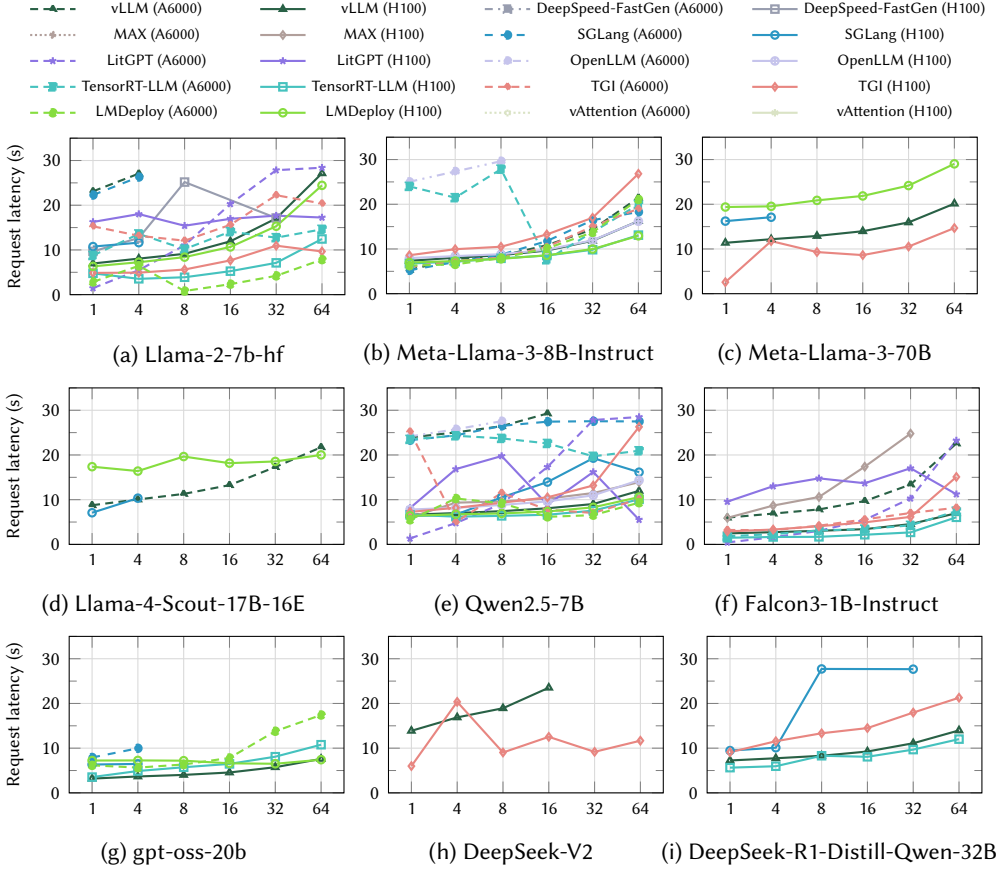 vLLM (A6000) vLLM (H100) DeepSpeed-FastGen (A6000) DeepSpeed-FastGen (H100)
MAX (A6000) MAX (H100) SGLang (A6000) SGLang (H100)
LitGPT (A6000) LitGPT (H100) OpenLLM (A6000) OpenLLM (H100)
TensorRT-LLM (A6000) TensorRT-LLM (H100) TGI (A6000) TGI (H100)
LMDeploy (A6000) LMDeploy (H100) vAttention (A6000) vAttention (H100)
Request latency (s)
30 30 30
20 20 20
10 10 10
0 0 0
1 4 8 16 32 64 1 4 8 16 32 64 1 4 8 16 32 64
(a) Llama-2-7b-hf (b) Meta-Llama-3-8B-Instruct (c) Meta-Llama-3-70B
Request latency (s)
30 30 30
20 20 20
10 10 10
0 0 0
1 4 8 16 32 64 1 4 8 16 32 64 1 4 8 16 32 64
(d) Llama-4-Scout-17B-16E (e) Qwen2.5-7B (f) Falcon3-1B-Instruct
Request latency (s)
30 30 30
20 20 20
10 10 10
0 0 0
1 4 8 16 32 64 1 4 8 16 32 64 1 4 8 16 32 64
(g) gpt-oss-20b (h) DeepSeek-V2 (i) DeepSeek-R1-Distill-Qwen-32B